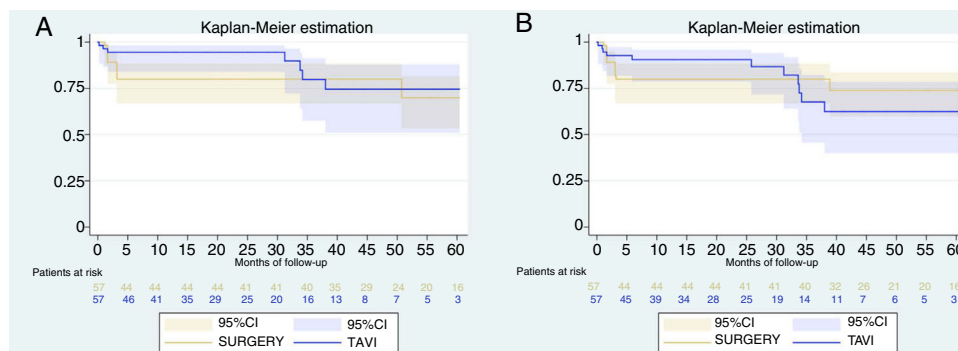 A
Kaplan-Meier estimation
1
0.75
0.5
0.25
0
0 5 10 15 20 25 30 35 40 45 50 55 60
Months of follow-up
Patients at risk
57 44 44 44 44 41 41 40 35 29 24 20 16
57 46 41 35 29 25 20 16 13 8 7 5 3
95%CI 95%CI
SURGERY TAVI
B
Kaplan-Meier estimation
1
0.75
0.5
0.25
0
0 5 10 15 20 25 30 35 40 45 50 55 60
Months of follow-up
Patients at risk
57 44 44 44 44 41 41 40 32 26 21 20 16
57 45 39 34 28 25 19 14 11 7 6 5 3
95%CI 95%CI
SURGERY TAVI